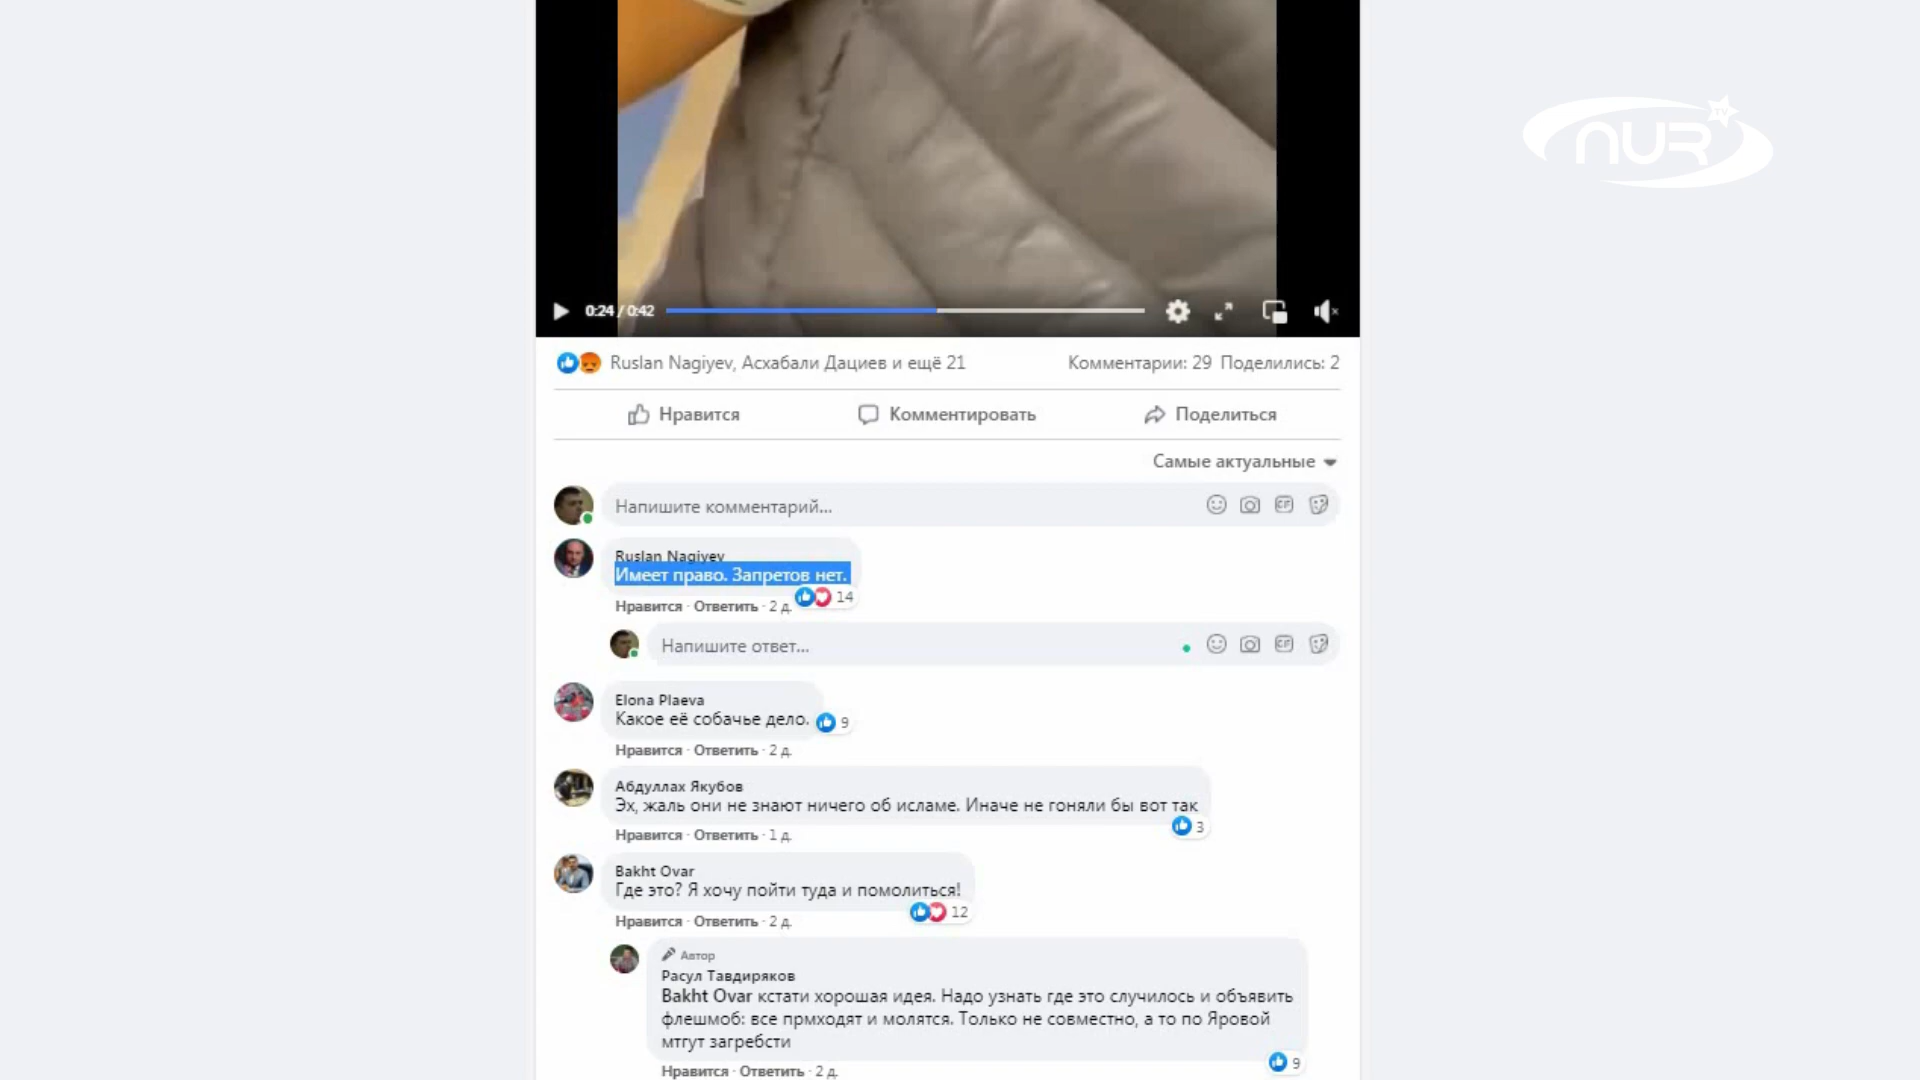 NUR
TV
0:24 / 0:42
Ruslan Nagiyev, Асхабали Дациев и ещё 21
Комментарии: 29 Поделились: 2
Нравится
Комментировать
Поделиться
Самые актуальные
Напишите комментарий...
Ruslan Nagiyev
Имеет право. Запретов нет.
14
Нравится · Ответить · 2 д.
Напишите ответ...
Elona Plaeva
Какое её собачье дело.
9
Нравится · Ответить · 2 д.
Абдуллах Якубов
Эх, жаль они не знают ничего об исламе. Иначе не гоняли бы вот так
3
Нравится · Ответить · 1 д.
Bakht Ovar
Где это? Я хочу пойти туда и помолиться!
12
Нравится · Ответить · 2 д.
Автор
Расул Тавдиряков
Bakht Ovar кстати хорошая идея. Надо узнать где это случилось и объявить
флешмоб: все прмходят и молятся. Только не совместно, а то по Яровой
мтгут загребсти
9
Нравится · Ответить · 2 д.